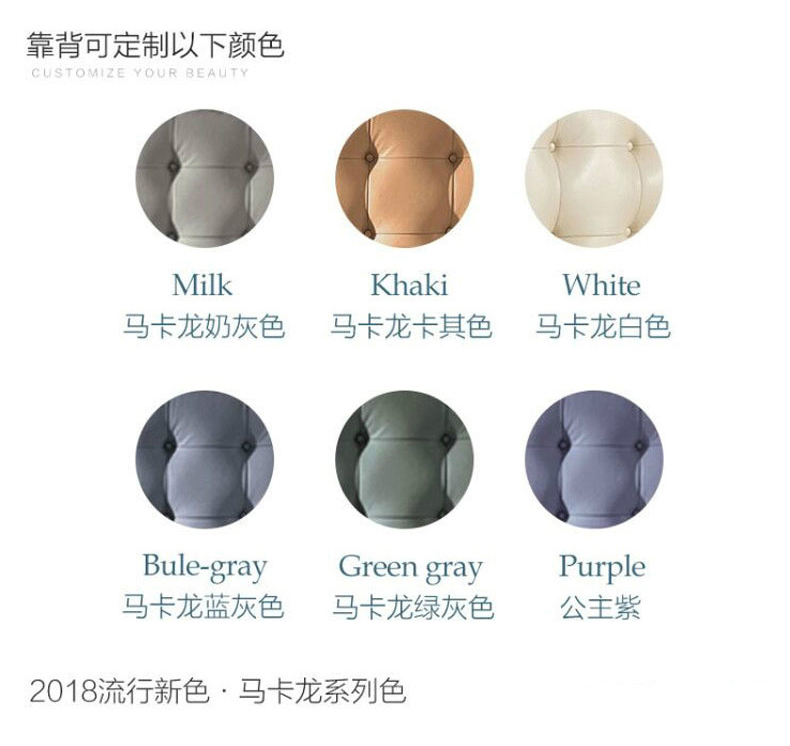 靠背可定制以下颜色
CUSTOMIZE YOUR BEAUTY
Milk
马卡龙奶灰色
Khaki
马卡龙卡其色
White
马卡龙白色
Bule-gray
马卡龙蓝灰色
Green gray
马卡龙绿灰色
Purple
公主紫
2018流行新色 · 马卡龙系列色